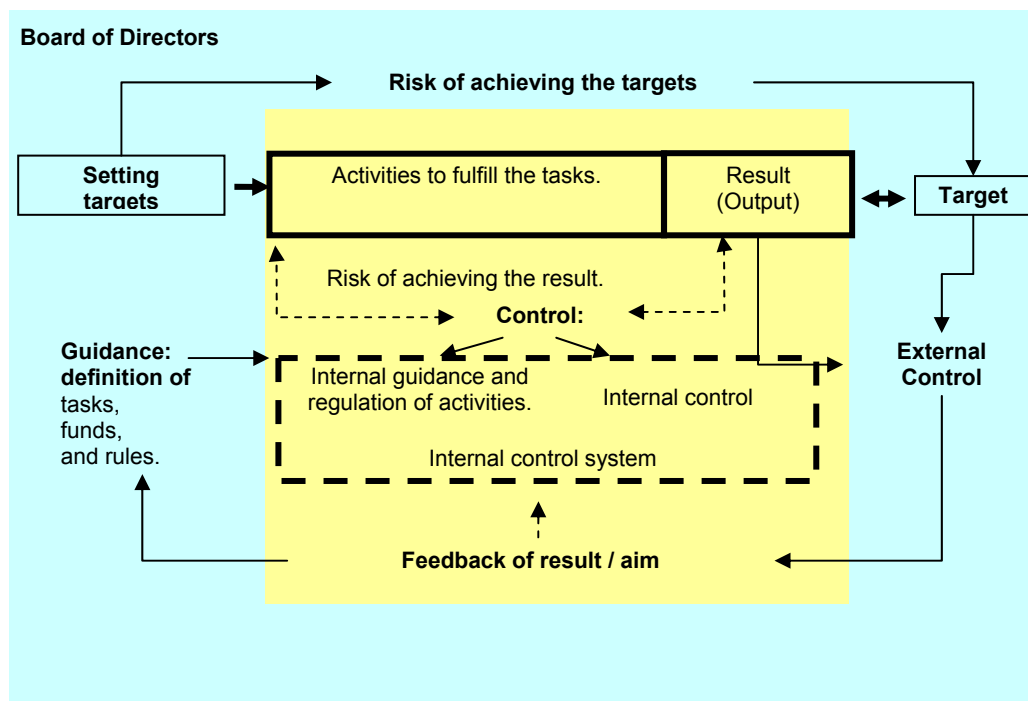 Board of Directors
Risk of achieving the targets
Setting
targets
Activities to fulfill the tasks.
Result
(Output)
Target
Risk of achieving the result.
Control:
Guidance:
definition of
tasks,
funds,
and rules.
Internal guidance and
regulation of activities.
Internal control
External
Control
Internal control system
Feedback of result / aim